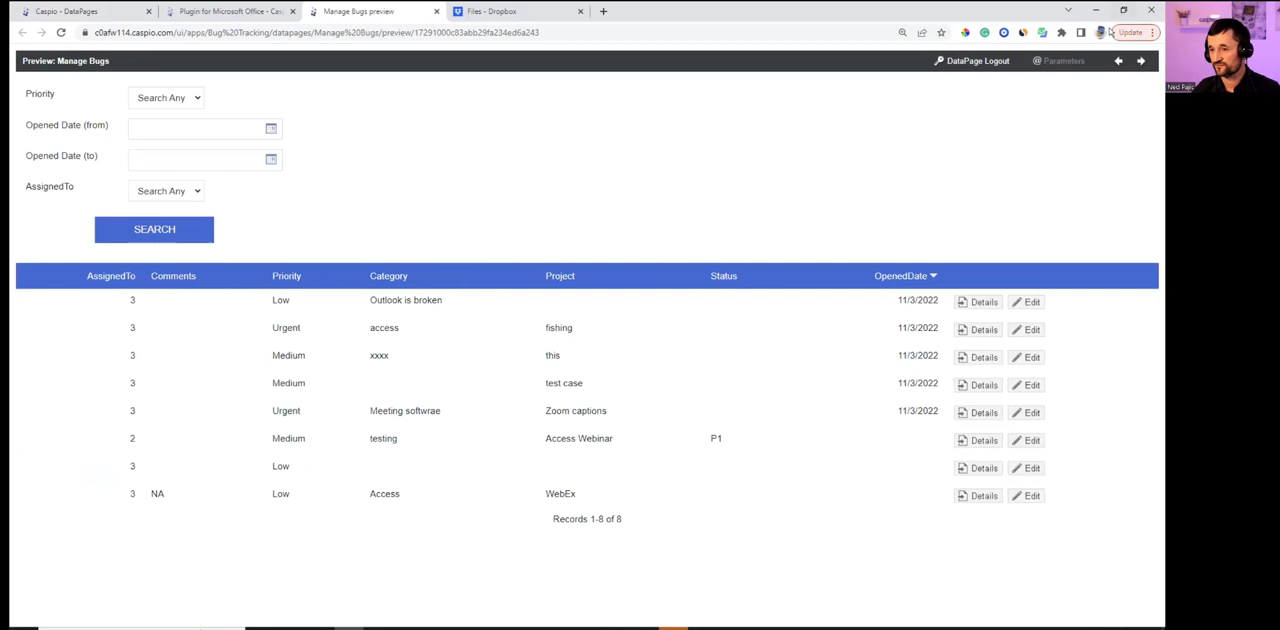 Caspio - DataPages
Plugin for Microsoft Office - Cas
Manage Bugs preview
Files - Dropbox
c0afw114.caspio.com/ui/apps/Bug%20Tracking/datapages/Manage%20Bugs/preview/17291000c83abb29fa234ed6a243
Update
Preview: Manage Bugs
DataPage Logout
@ Parameters
Ned Pajic
Priority
Search Any
Opened Date (from)
Opened Date (to)
AssignedTo
Search Any
SEARCH
AssignedTo Comments Priority Category Project Status OpenedDate
3 Low Outlook is broken 11/3/2022 Details Edit
3 Urgent access fishing 11/3/2022 Details Edit
3 Medium xxxx this 11/3/2022 Details Edit
3 Medium test case 11/3/2022 Details Edit
3 Urgent Meeting softwrae Zoom captions 11/3/2022 Details Edit
2 Medium testing Access Webinar P1 Details Edit
3 Low Details Edit
3 NA Low Access WebEx Details Edit
Records 1-8 of 8